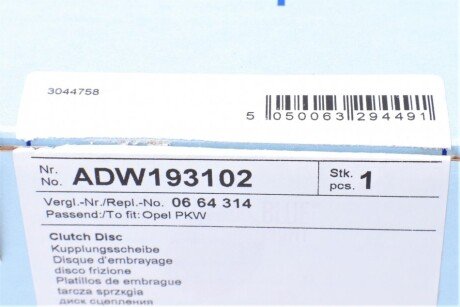 3044758
5 050063 294491
Nr.
No. ADW193102 Stk.
pcs. 1
Vergl.-Nr./Repl.-No. 06 64 314
Passend:/To fit: Opel PKW
Clutch Disc
Kupplungsscheibe
Disque d'embrayage
disco frizione
Platillos de embrague
tarcza sprzxgia
диск сцепления